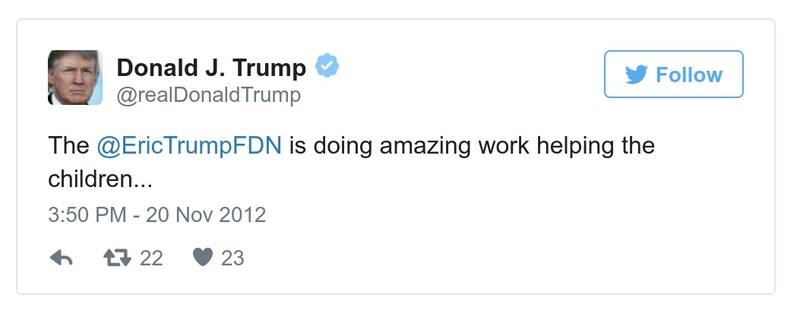 Donald J. Trump
@realDonaldTrump
Follow
The @EricTrumpFDN is doing amazing work helping the
children...
3:50 PM - 20 Nov 2012
22 23